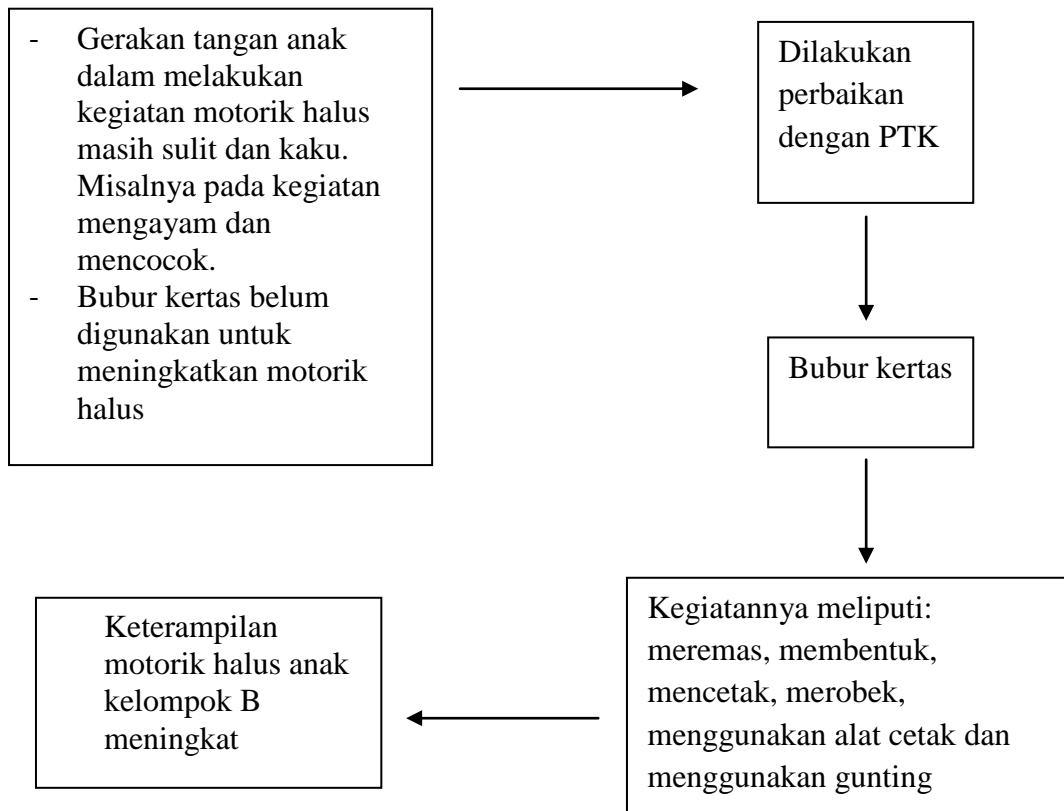 - Gerakan tangan anak
dalam melakukan
kegiatan motorik halus
masih sulit dan kaku.
Misalnya pada kegiatan
mengayam dan
mencocok.
- Bubur kertas belum
digunakan untuk
meningkatkan motorik
halus
Dilakukan
perbaikan
dengan PTK
Bubur kertas
Kegiatannya meliputi:
meremas, membentuk,
mencetak, merobek,
menggunakan alat cetak dan
menggunakan gunting
Keterampilan
motorik halus anak
kelompok B
meningkat